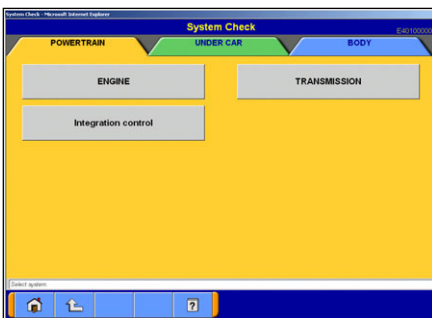 System Check - Microsoft Internet Explorer
System Check
E40100000
POWERTRAIN UNDER CAR BODY
ENGINE TRANSMISSION
Integration control
Select system
?